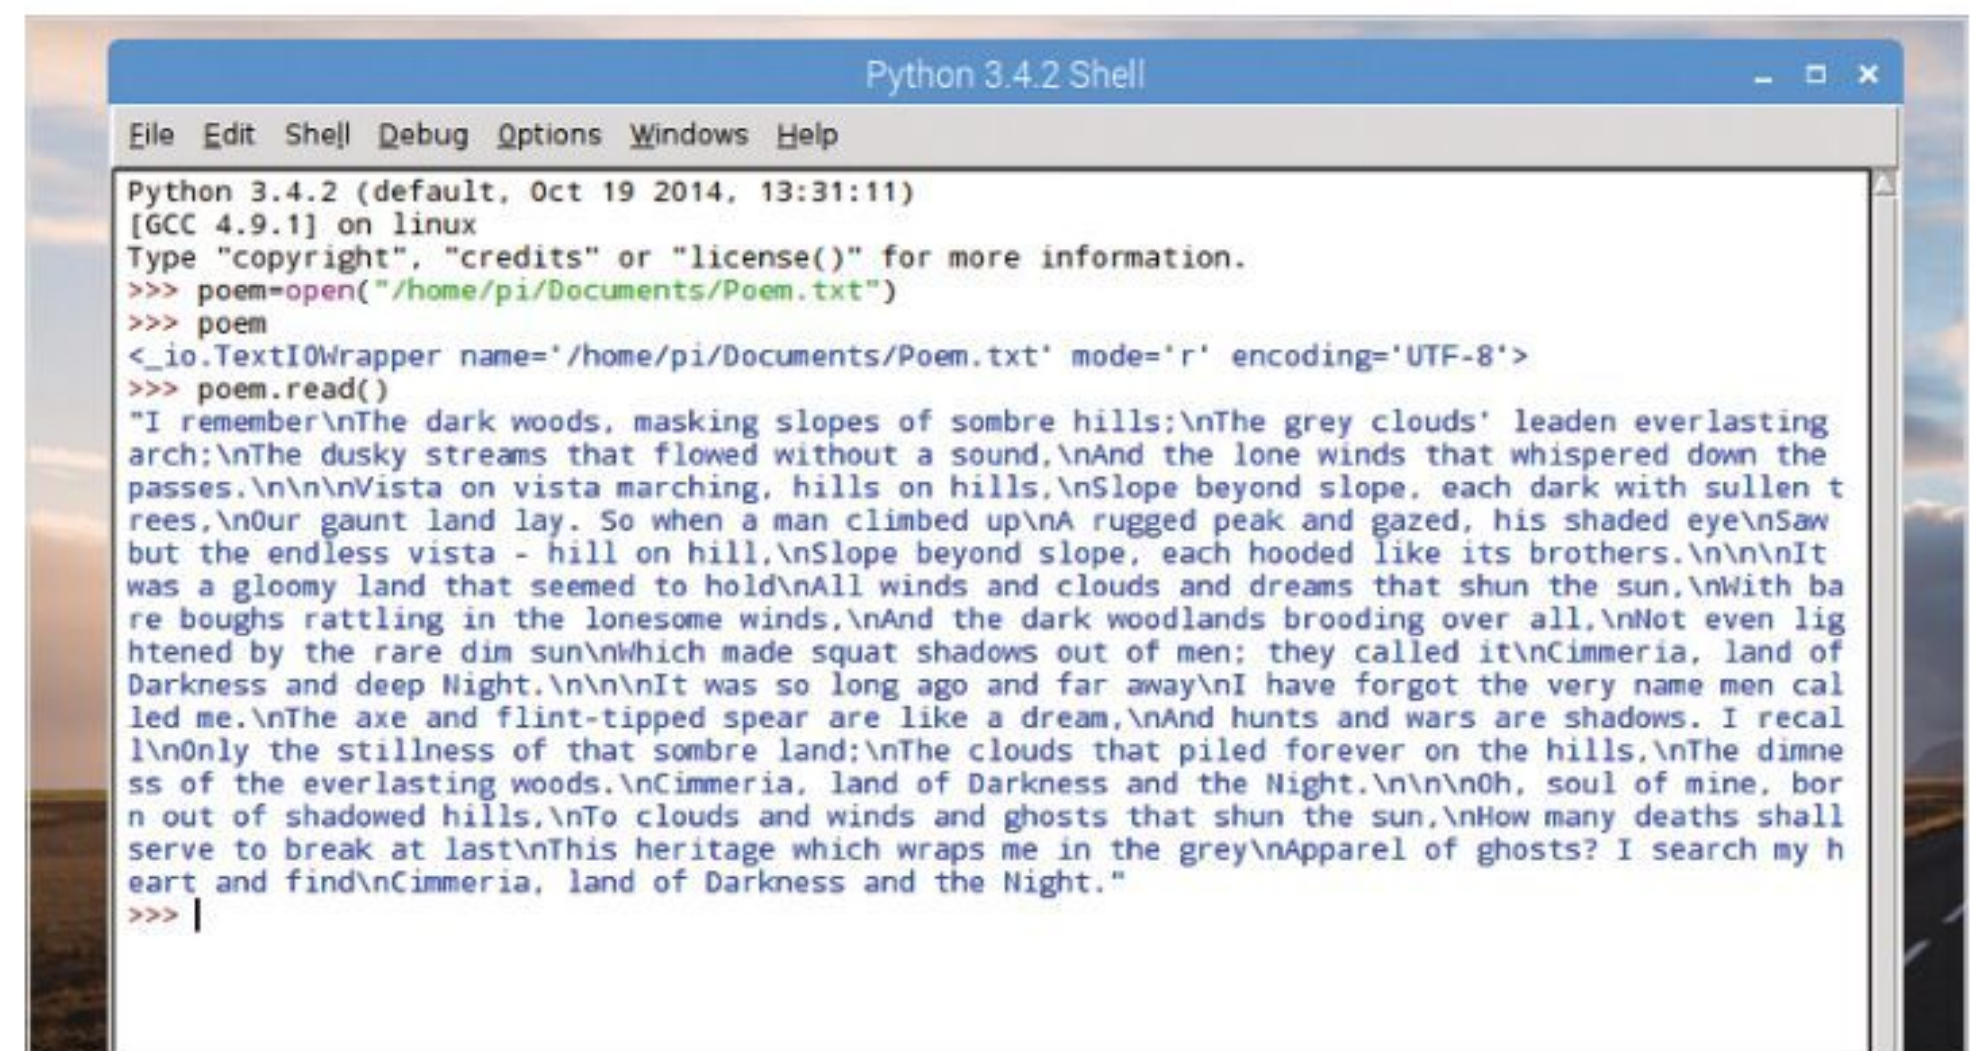 Python 3.4.2 Shell
File Edit Shell Debug Options Windows Help
Python 3.4.2 (default, Oct 19 2014, 13:31:11)
[GCC 4.9.1] on linux
Type "copyright", "credits" or "license()" for more information.
>>> poem=open("/home/pi/Documents/Poem.txt")
>>> poem
<_io.TextIOWrapper name='/home/pi/Documents/Poem.txt' mode='r' encoding='UTF-8'>
>>> poem.read()
"I remember\nThe dark woods, masking slopes of sombre hills;\nThe grey clouds' leaden everlasting
arch;\nThe dusky streams that flowed without a sound,\nAnd the lone winds that whispered down the
passes.\n\n\nVista on vista marching, hills on hills,\nSlope beyond slope, each dark with sullen t
rees,\nOur gaunt land lay. So when a man climbed up\nA rugged peak and gazed, his shaded eye\nSaw
but the endless vista - hill on hill,\nSlope beyond slope, each hooded like its brothers.\n\n\nIt
was a gloomy land that seemed to hold\nAll winds and clouds and dreams that shun the sun,\nWith ba
re boughs rattling in the lonesome winds,\nAnd the dark woodlands brooding over all,\nNot even lig
htened by the rare dim sun\nWhich made squat shadows out of men; they called it\nCimmeria, land of
Darkness and deep Night.\n\n\nIt was so long ago and far away\nI have forgot the very name men cal
led me.\nThe axe and flint-tipped spear are like a dream,\nAnd hunts and wars are shadows. I recal
l\nOnly the stillness of that sombre land;\nThe clouds that piled forever on the hills,\nThe dimne
ss of the everlasting woods.\nCimmeria, land of Darkness and the Night.\n\n\nOh, soul of mine, bor
n out of shadowed hills,\nTo clouds and winds and ghosts that shun the sun,\nHow many deaths shall
serve to break at last\nThis heritage which wraps me in the grey\nApparel of ghosts? I search my h
eart and find\nCimmeria, land of Darkness and the Night."
>>>